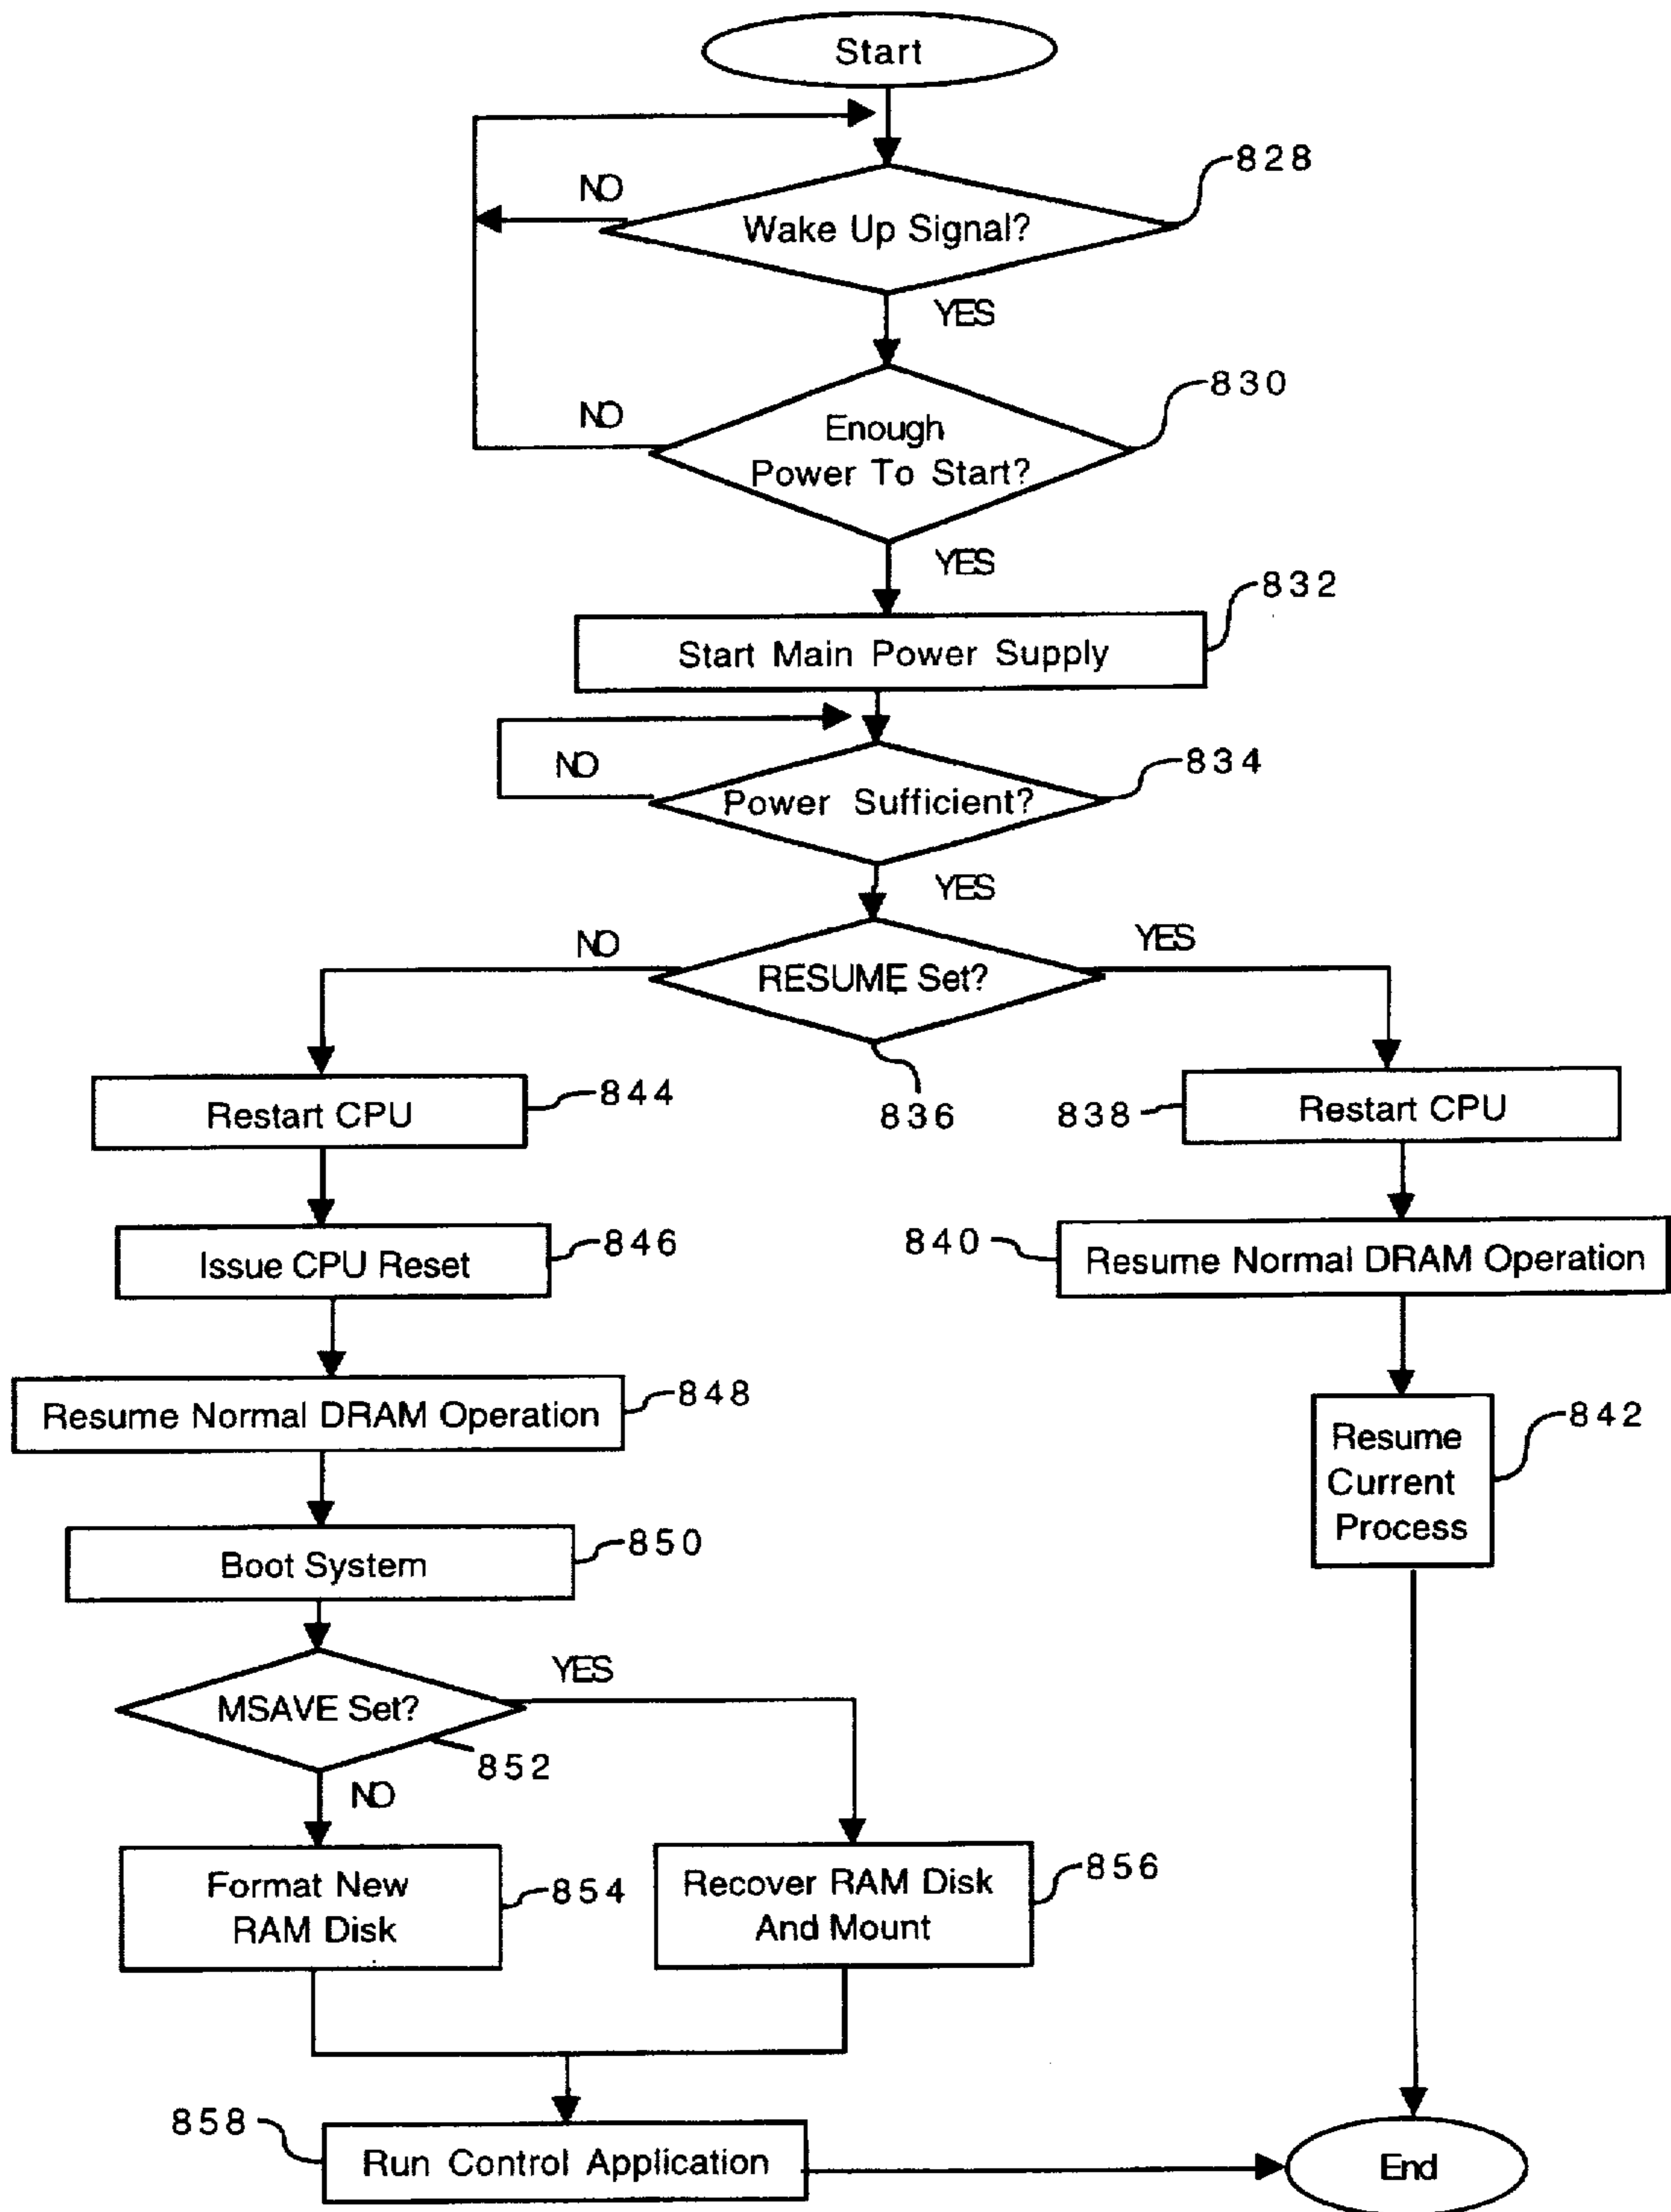 Start
828
NO
Wake Up Signal?
YES
830
NO
Enough
Power To Start?
YES
832
Start Main Power Supply
834
NO
Power Sufficient?
YES
NO
YES
RESUME Set?
836
844
Restart CPU
838
Restart CPU
846
Issue CPU Reset
840
Resume Normal DRAM Operation
848
Resume Normal DRAM Operation
842
Resume
Current
Process
850
Boot System
YES
MSAVE Set?
852
NO
Format New
RAM Disk
854
Recover RAM Disk
And Mount
856
858
Run Control Application
End